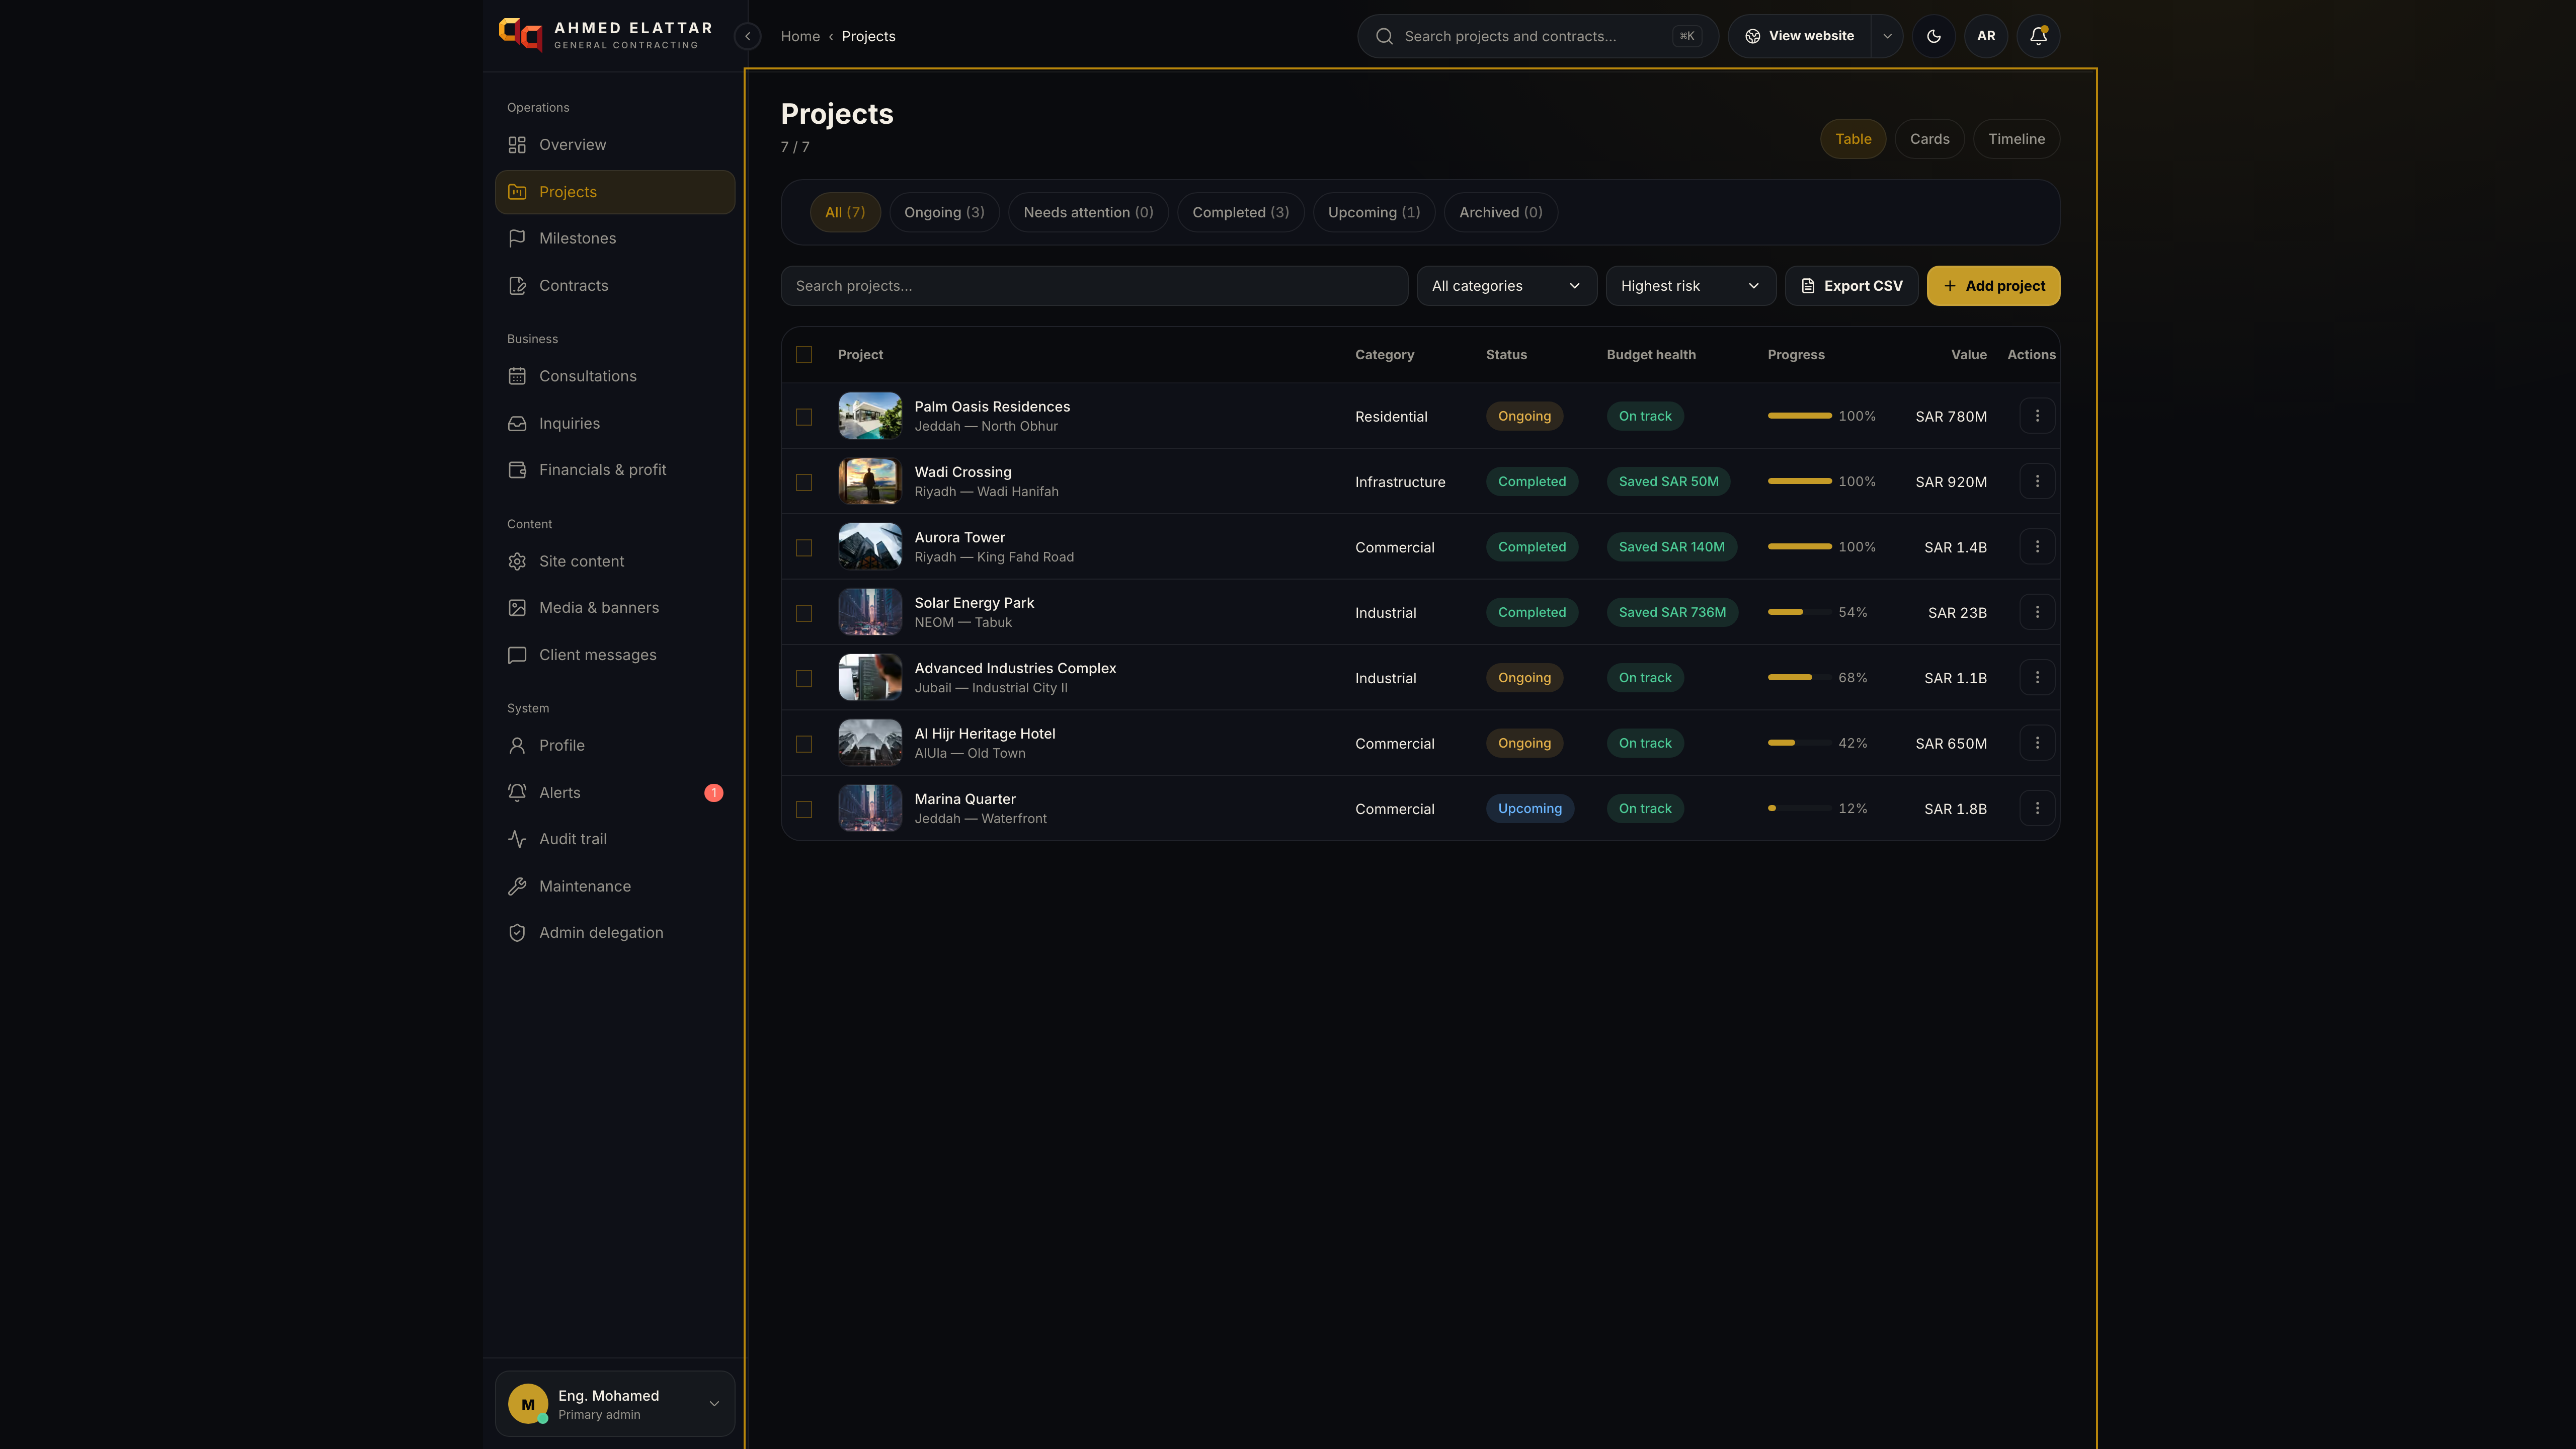 AHMED ELATTAR
GENERAL CONTRACTING
Home ‹ Projects
Search projects and contracts...
⌘K
View website
AR
Operations
Overview
Projects
Milestones
Contracts
Business
Consultations
Inquiries
Financials & profit
Content
Site content
Media & banners
Client messages
System
Profile
Alerts 1
Audit trail
Maintenance
Admin delegation
M
Eng. Mohamed
Primary admin
Projects
7 / 7
Table Cards Timeline
All (7) Ongoing (3) Needs attention (0) Completed (3) Upcoming (1) Archived (0)
Search projects... All categories Highest risk Export CSV + Add project
Project Category Status Budget health Progress Value Actions
Palm Oasis Residences
Jeddah — North Obhur
Residential Ongoing On track 100% SAR 780M
Wadi Crossing
Riyadh — Wadi Hanifah
Infrastructure Completed Saved SAR 50M 100% SAR 920M
Aurora Tower
Riyadh — King Fahd Road
Commercial Completed Saved SAR 140M 100% SAR 1.4B
Solar Energy Park
NEOM — Tabuk
Industrial Completed Saved SAR 736M 54% SAR 23B
Advanced Industries Complex
Jubail — Industrial City II
Industrial Ongoing On track 68% SAR 1.1B
Al Hijr Heritage Hotel
AlUla — Old Town
Commercial Ongoing On track 42% SAR 650M
Marina Quarter
Jeddah — Waterfront
Commercial Upcoming On track 12% SAR 1.8B